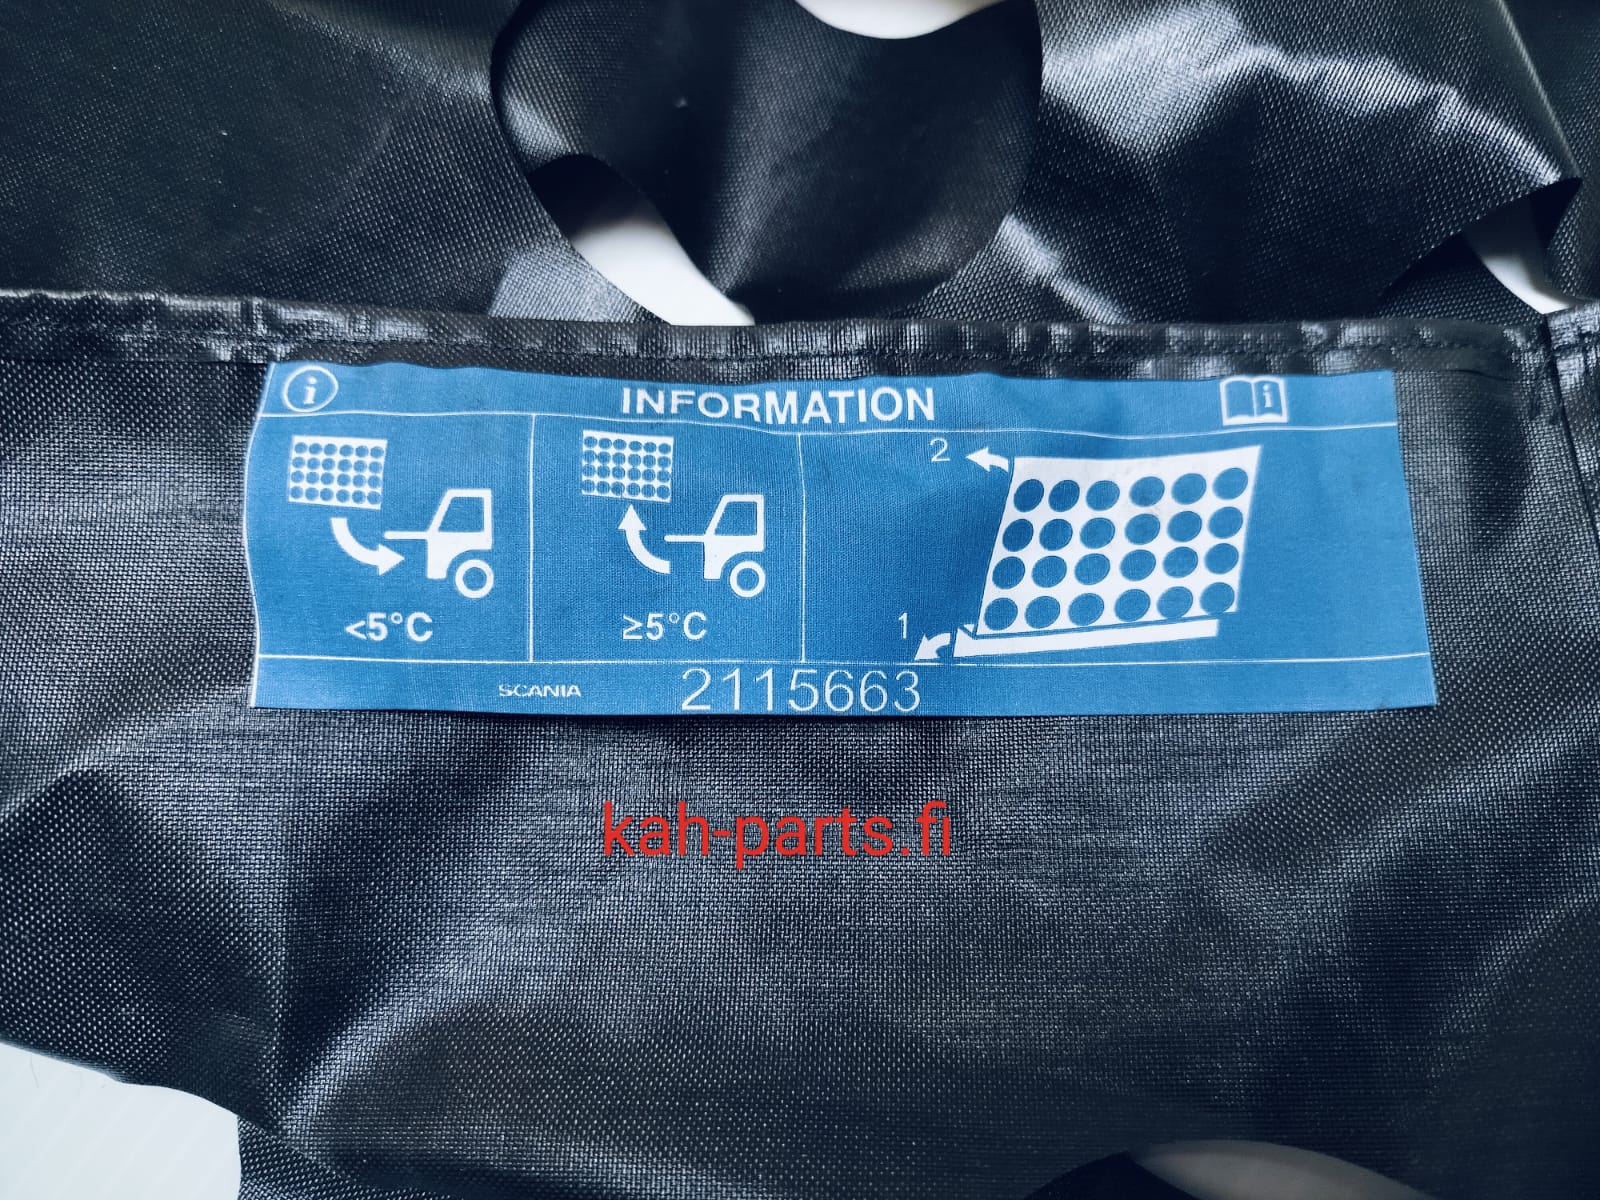 i INFORMATION i
<5°C
≥5°C
2
1
SCANIA 2115663
kah-parts.fi